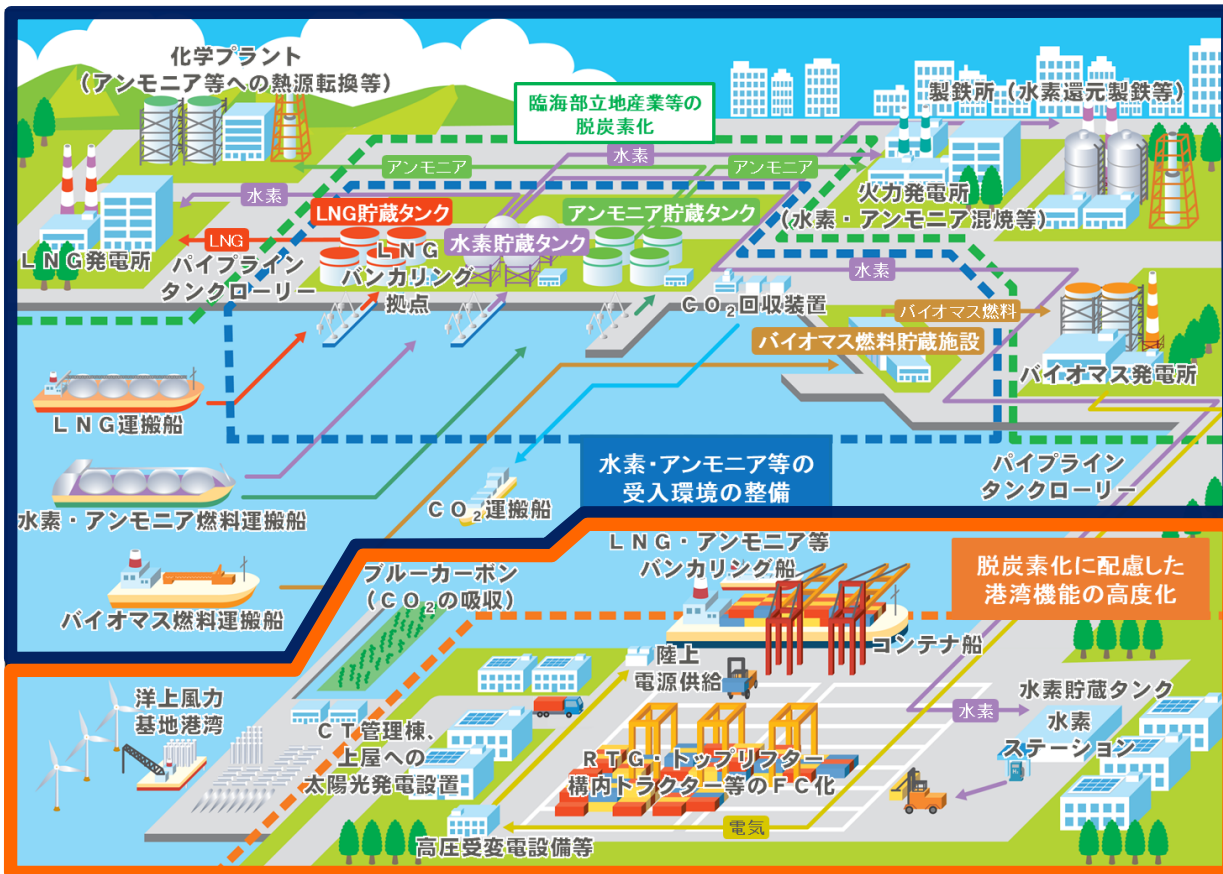 化学プラント
(アンモニア等への熱源転換等)
臨海部立地産業等の
脱炭素化
製鉄所(水素還元製鉄等)
アンモニア
水素
アンモニア
水素
火力発電所
(水素・アンモニア混焼等)
LNG貯蔵タンク
アンモニア貯蔵タンク
水素貯蔵タンク
LNG
LNG発電所
パイプライン
タンクローリー
LNG
バンカリング
拠点
水素
CO₂回収装置
バイオマス燃料
バイオマス燃料貯蔵施設
バイオマス発電所
LNG運搬船
水素・アンモニア等の
受入環境の整備
パイプライン
タンクローリー
水素・アンモニア燃料運搬船
CO₂運搬船
バイオマス燃料運搬船
LNG・アンモニア等
バンカリング船
脱炭素化に配慮した
港湾機能の高度化
ブルーカーボン
(CO₂の吸収)
コンテナ船
陸上
電源供給
洋上風力
基地港湾
CT管理棟、
上屋への
太陽光発電設置
水素貯蔵タンク
水素
水素
ステーション
RTG・トップリフター
構内トラクター等のFC化
電気
高圧受変電設備等